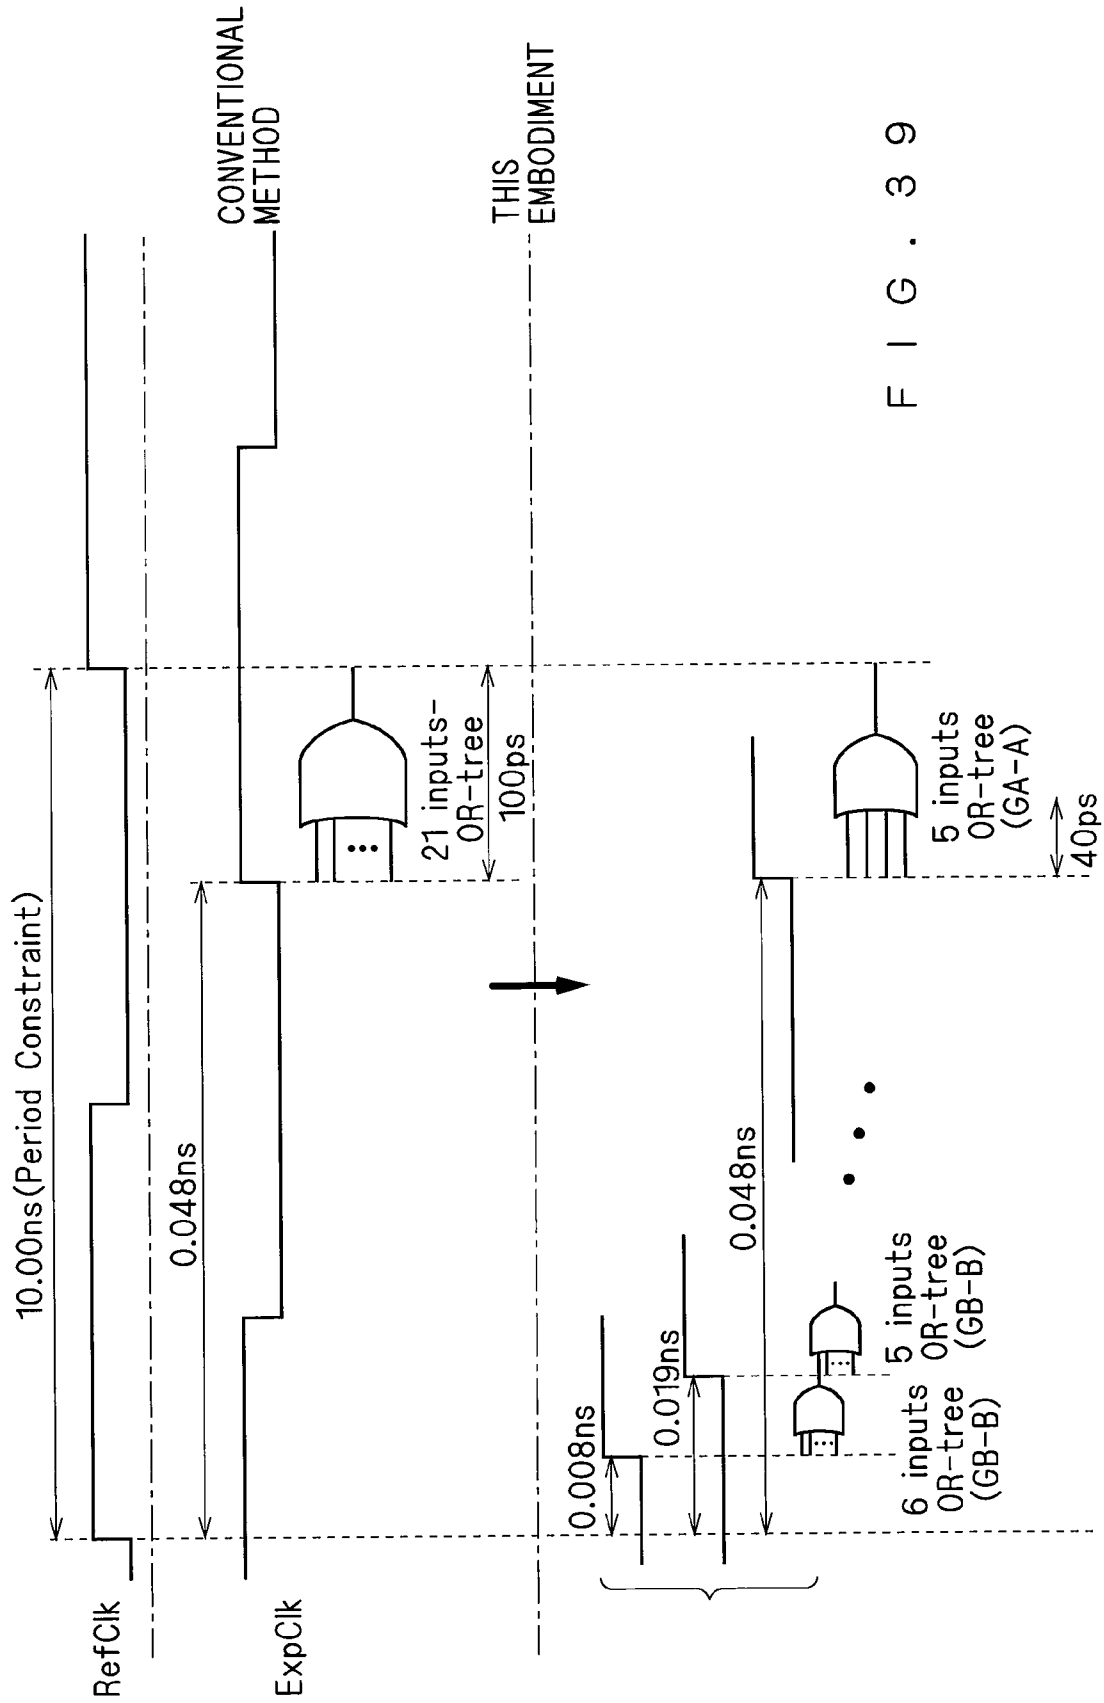 10.00ns(Period Constraint)
RefClk
CONVENTIONAL
METHOD
0.048ns
ExpClk
21 inputs-
OR-tree
100ps
THIS
EMBODIMENT
0.008ns
0.019ns
0.048ns
6 inputs
OR-tree
(GB-B)
5 inputs
OR-tree
(GB-B)
5 inputs
OR-tree
(GA-A)
40ps
FIG. 39